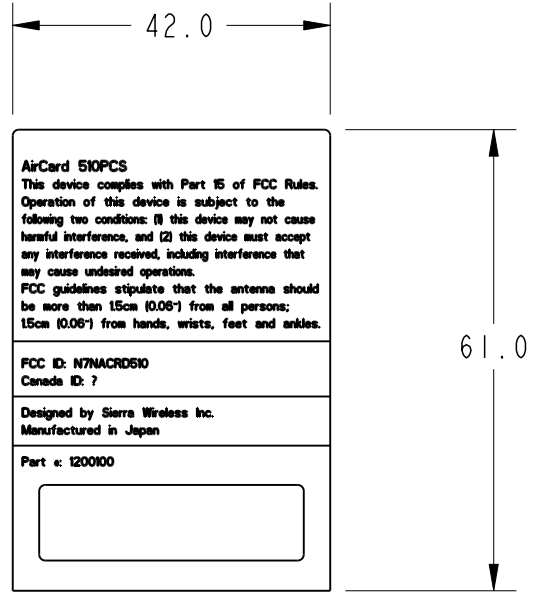 42.0
AirCard 510PCS
This device complies with Part 15 of FCC Rules.
Operation of this device is subject to the
following two conditions: (1) this device may not cause
harmful interference, and (2) this device must accept
any interference received, including interference that
may cause undesired operations.
FCC guidelines stipulate that the antenna should
be more than 1.5cm (0.06") from all persons;
1.5cm (0.06") from hands, wrists, feet and ankles.
61.0
FCC ID: N7NACRD510
Canada ID: ?
Designed by Sierra Wireless Inc.
Manufactured in Japan
Part #: 1200100